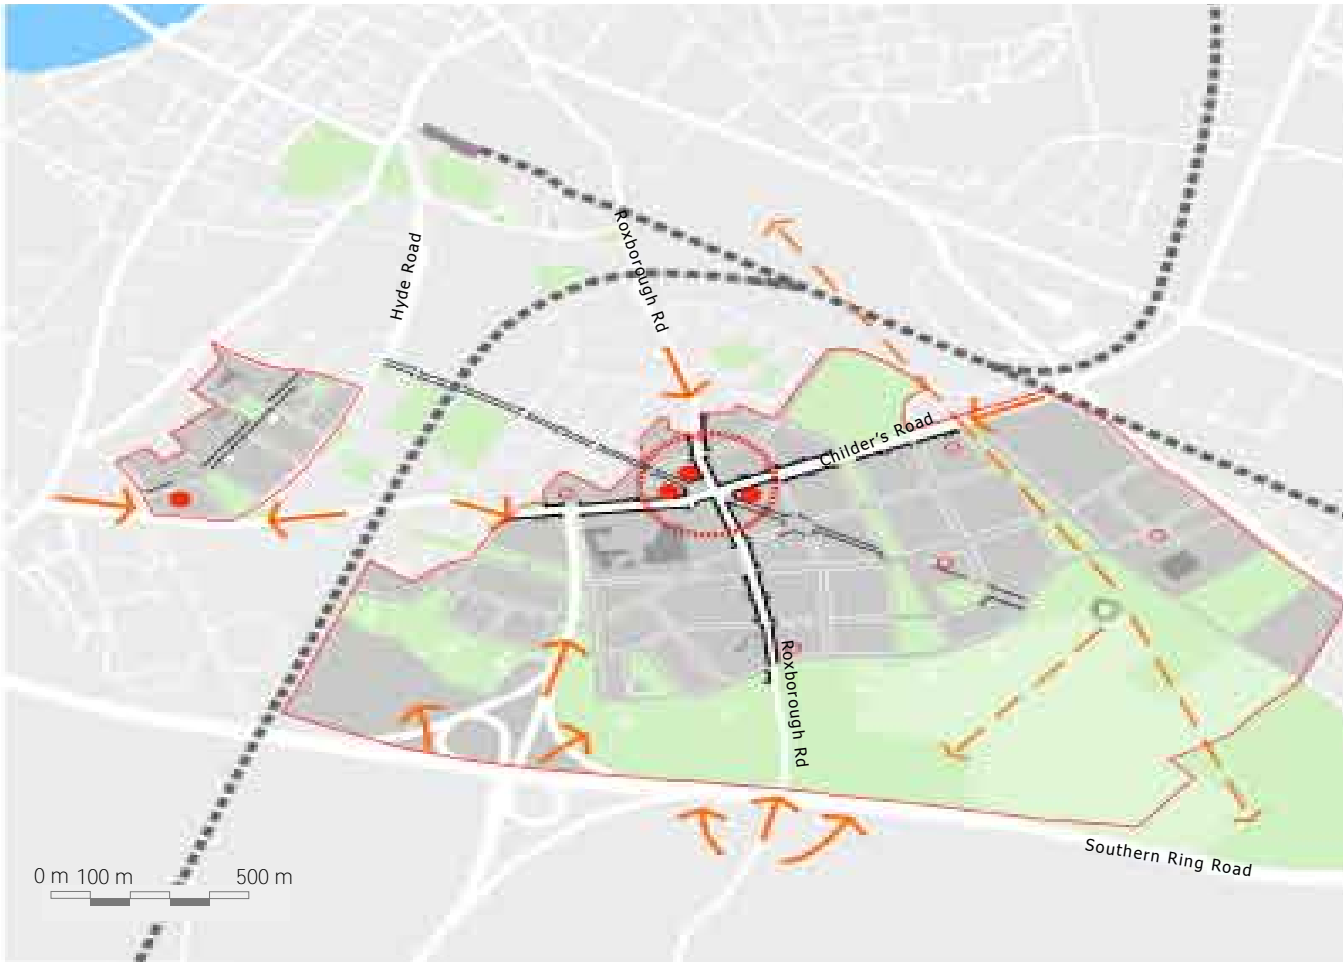 Roxborough Rd
Hyde Road
Childer's Road
Roxborough Rd
Southern Ring Road
0 m 100 m 500 m